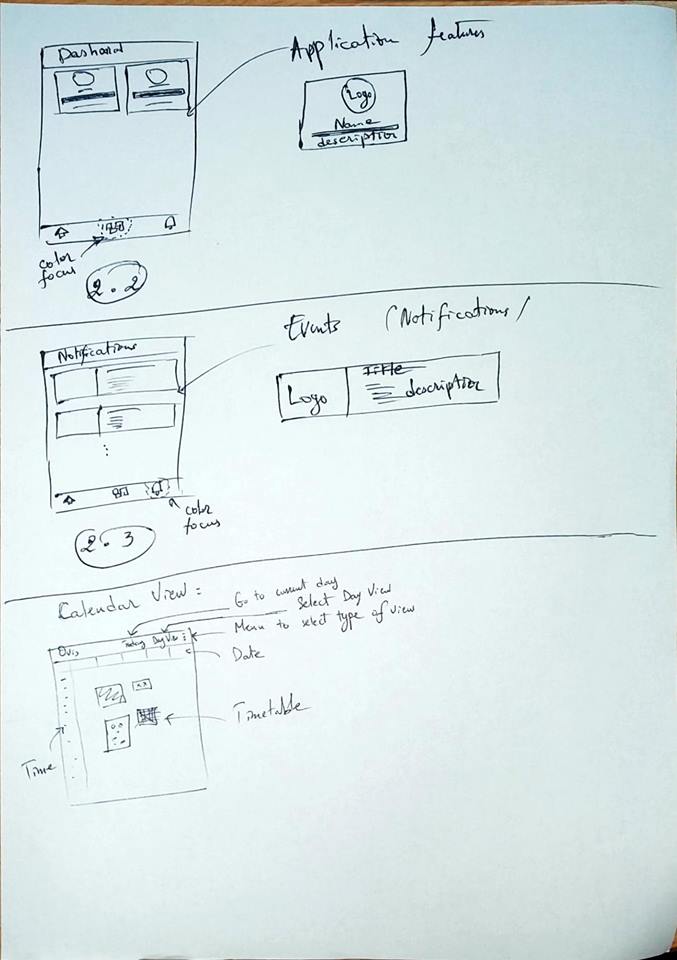 Dashboard
Application features
Logo
Name
description
color
focus
2.2
Events (Notifications)
Notifications
Logo
Title
description
color
focus
2.3
Calendar View :
Go to current day
Select Day View
Menu to select type of view
Today Day View
Date
Timetable
Time